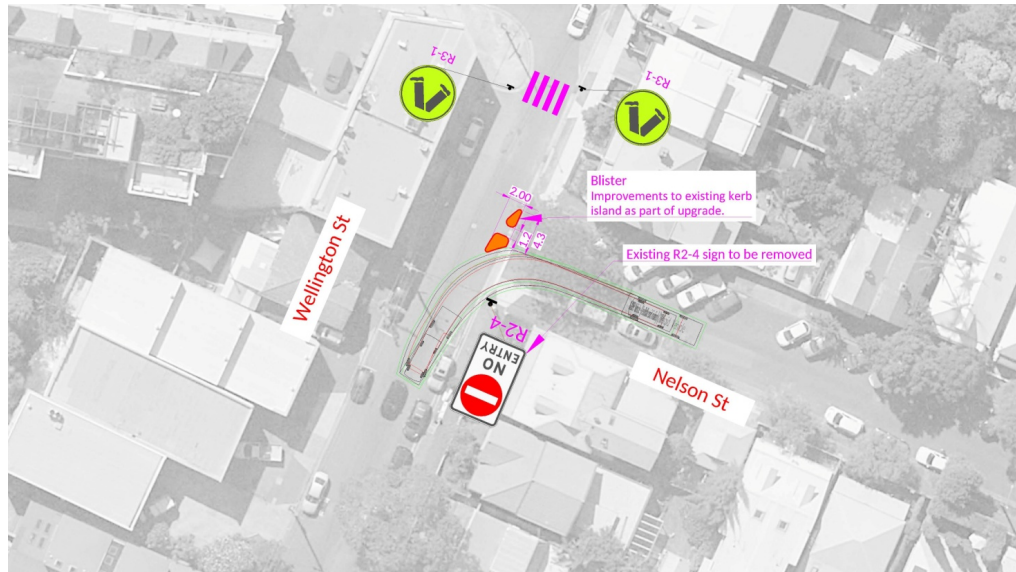 R3-1
R3-1
Blister
Improvements to existing kerb
island as part of upgrade.
2.00
1.2
4.3
Existing R2-4 sign to be removed
Wellington St
R2-4
NO
ENTRY
Nelson St